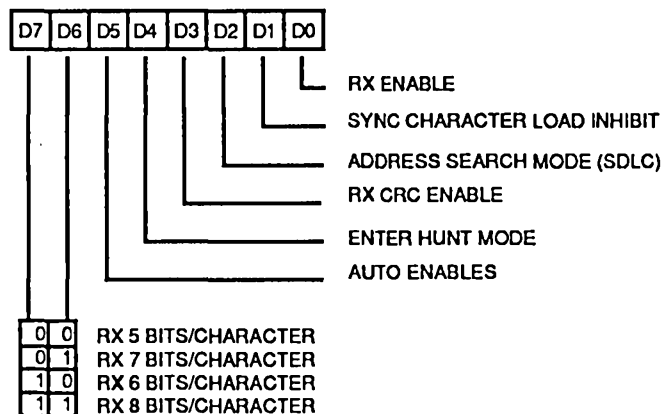 D7 D6 D5 D4 D3 D2 D1 D0
RX ENABLE
SYNC CHARACTER LOAD INHIBIT
ADDRESS SEARCH MODE (SDLC)
RX CRC ENABLE
ENTER HUNT MODE
AUTO ENABLES
0 0 RX 5 BITS/CHARACTER
0 1 RX 7 BITS/CHARACTER
1 0 RX 6 BITS/CHARACTER
1 1 RX 8 BITS/CHARACTER